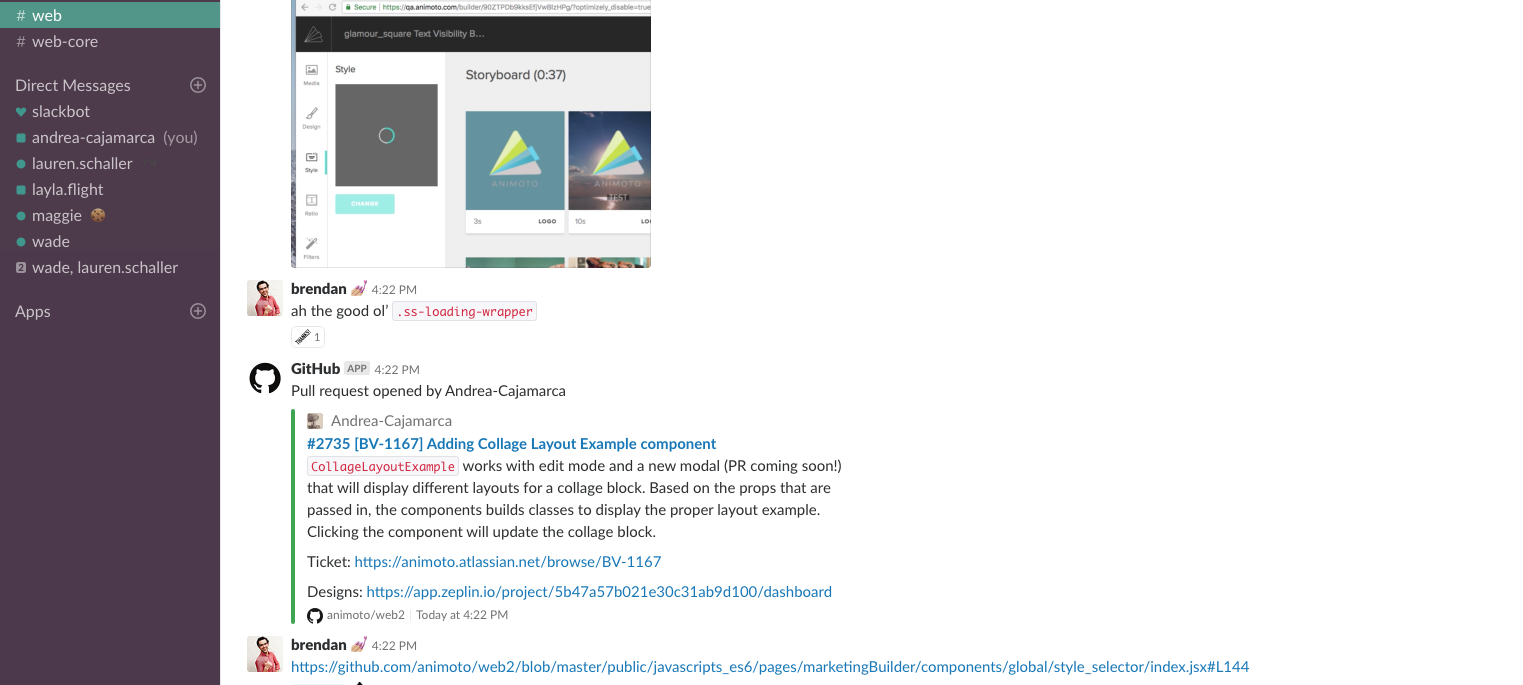 # web
# web-core
Direct Messages
slackbot
andrea-cajamarca (you)
lauren.schaller
layla.flight
maggie
wade
2 wade, lauren.schaller
Apps
Secure https://qa.animoto.com/builder/
glamour_square Text Visibility B...
Media
Design
Style
Ratio
Filters
Style
CHANGE
Storyboard (0:37)
ANIMOTO
ANIMOTO
TEST
3s LOGO
10s
brendan 4:22 PM
ah the good ol’ .ss-loading-wrapper
1
GitHub APP 4:22 PM
Pull request opened by Andrea-Cajamarca
Andrea-Cajamarca
#2735 [BV-1167] Adding Collage Layout Example component
CollageLayoutExample works with edit mode and a new modal (PR coming soon!)
that will display different layouts for a collage block. Based on the props that are
passed in, the components builds classes to display the proper layout example.
Clicking the component will update the collage block.
Ticket: https://animoto.atlassian.net/browse/BV-1167
Designs: https://app.zeplin.io/project/5b47a57b021e30c31ab9d100/dashboard
animoto/web2 Today at 4:22 PM
brendan 4:22 PM
https://github.com/animoto/web2/blob/master/public/javascripts_es6/pages/marketingBuilder/components/global/style_selector/index.jsx#L144